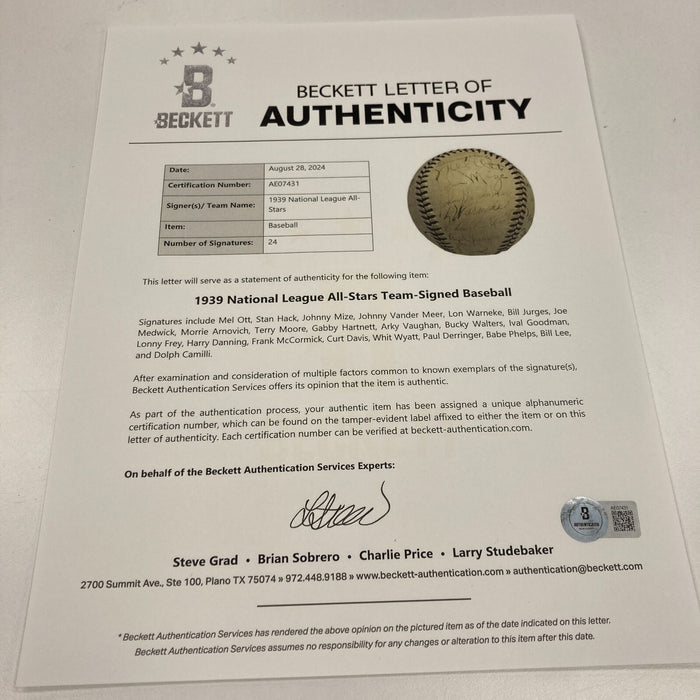 BECKETT LETTER OF
AUTHENTICITY
B
BECKETT
Date: August 28, 2024
Certification Number: AE07431
Signer(s)/ Team Name: 1939 National League All-
Stars
Item: Baseball
Number of Signatures: 24
This letter will serve as a statement of authenticity for the following item:
1939 National League All-Stars Team-Signed Baseball
Signatures include Mel Ott, Stan Hack, Johnny Mize, Johnny Vander Meer, Lon Warneke, Bill Jurges, Joe
Medwick, Morrie Arnovich, Terry Moore, Gabby Hartnett, Arky Vaughan, Bucky Walters, Ival Goodman,
Lonny Frey, Harry Danning, Frank McCormick, Curt Davis, Whit Wyatt, Paul Derringer, Babe Phelps, Bill Lee,
and Dolph Camilli.
After examination and consideration of multiple factors common to known exemplars of the signature(s),
Beckett Authentication Services offers its opinion that the item is authentic.
As part of the authentication process, your authentic item has been assigned a unique alphanumeric
certification number, which can be found on the tamper-evident label affixed to either the item or on this
letter of authenticity. Each certification number can be verified at beckett-authentication.com.
On behalf of the Beckett Authentication Services Experts:
B
AUTHENTICATION
AE07431
Steve Grad • Brian Sobrero • Charlie Price • Larry Studebaker
2700 Summit Ave., Ste 100, Plano TX 75074 » 972.448.9188 » www.beckett-authentication.com » authentication@beckett.com
*Beckett Authentication Services has rendered the above opinion on the pictured item as of the date indicated on this letter.
Beckett Authentication Services assumes no responsibility for any changes or alteration to this item after this date.